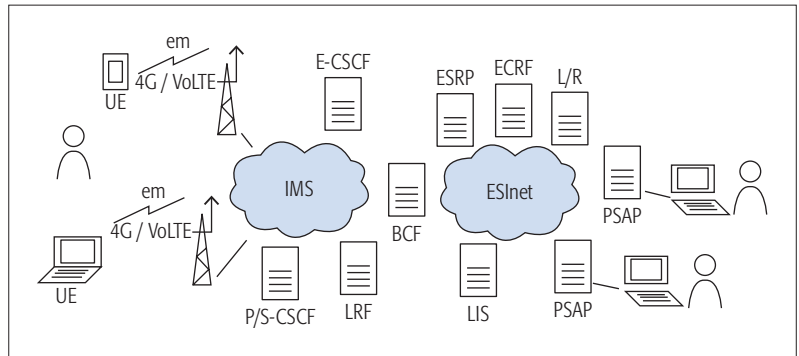 em
4G / VoLTE
UE
E-CSCF
ESRP
ECRF
L/R
IMS
BCF
ESInet
PSAP
em
4G / VoLTE
UE
P/S-CSCF
LRF
LIS
PSAP